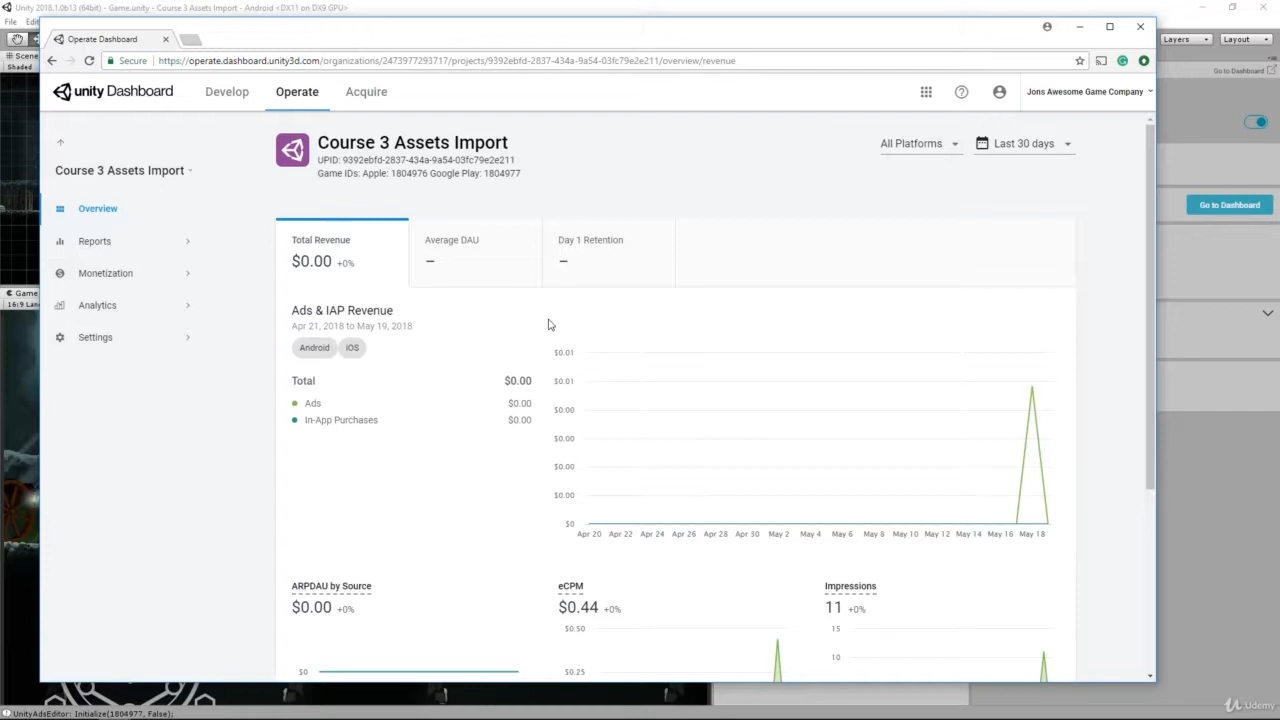 Unity 2018.1.0b13 (64bit) - Game.unity - Course 3 Assets Import - Android <DX11 on DX9 GPU>
File
Operate Dashboard
Layers
Layout
Scene
Shaded
Secure
https://operate.dashboard.unity3d.com/organizations/2473977293717/projects/9392ebfd-2837-434a-9a54-03fc79e2e211/overview/revenue
Go to Dashboard
unity Dashboard
Develop
Operate
Acquire
Jons Awesome Game Company
Course 3 Assets Import
UPID: 9392ebfd-2837-434a-9a54-03fc79e2e211
Game IDs: Apple: 1804976 Google Play: 1804977
All Platforms
Last 30 days
Course 3 Assets Import
Overview
Reports
Monetization
Analytics
Settings
Go to Dashboard
Total Revenue
$0.00 +0%
Average DAU
–
Day 1 Retention
–
Game
Ads & IAP Revenue
Apr 21, 2018 to May 19, 2018
Android
iOS
Total $0.00
Ads $0.00
In-App Purchases $0.00
$0.01
$0.01
$0.00
$0.00
$0.00
$0.00
$0
Apr 20 Apr 22 Apr 24 Apr 26 Apr 28 Apr 30 May 2 May 4 May 6 May 8 May 10 May 12 May 14 May 16 May 18
ARPDAU by Source
$0.00 +0%
$0
eCPM
$0.44 +0%
$0.50
$0.25
Impressions
11 +0%
15
10
UnityAdsEditor: Initialize(1804977, False);
Udemy